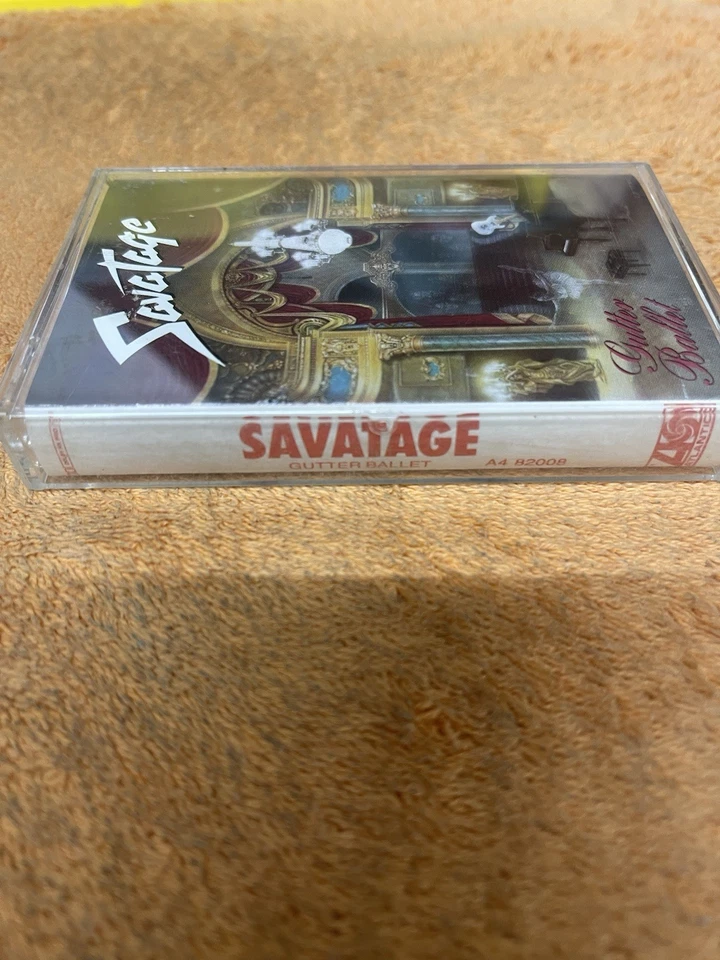 Savatage
Gutter
Ballet
SAVATAGE
GUTTER BALLET A4 82008
ATLANTIC